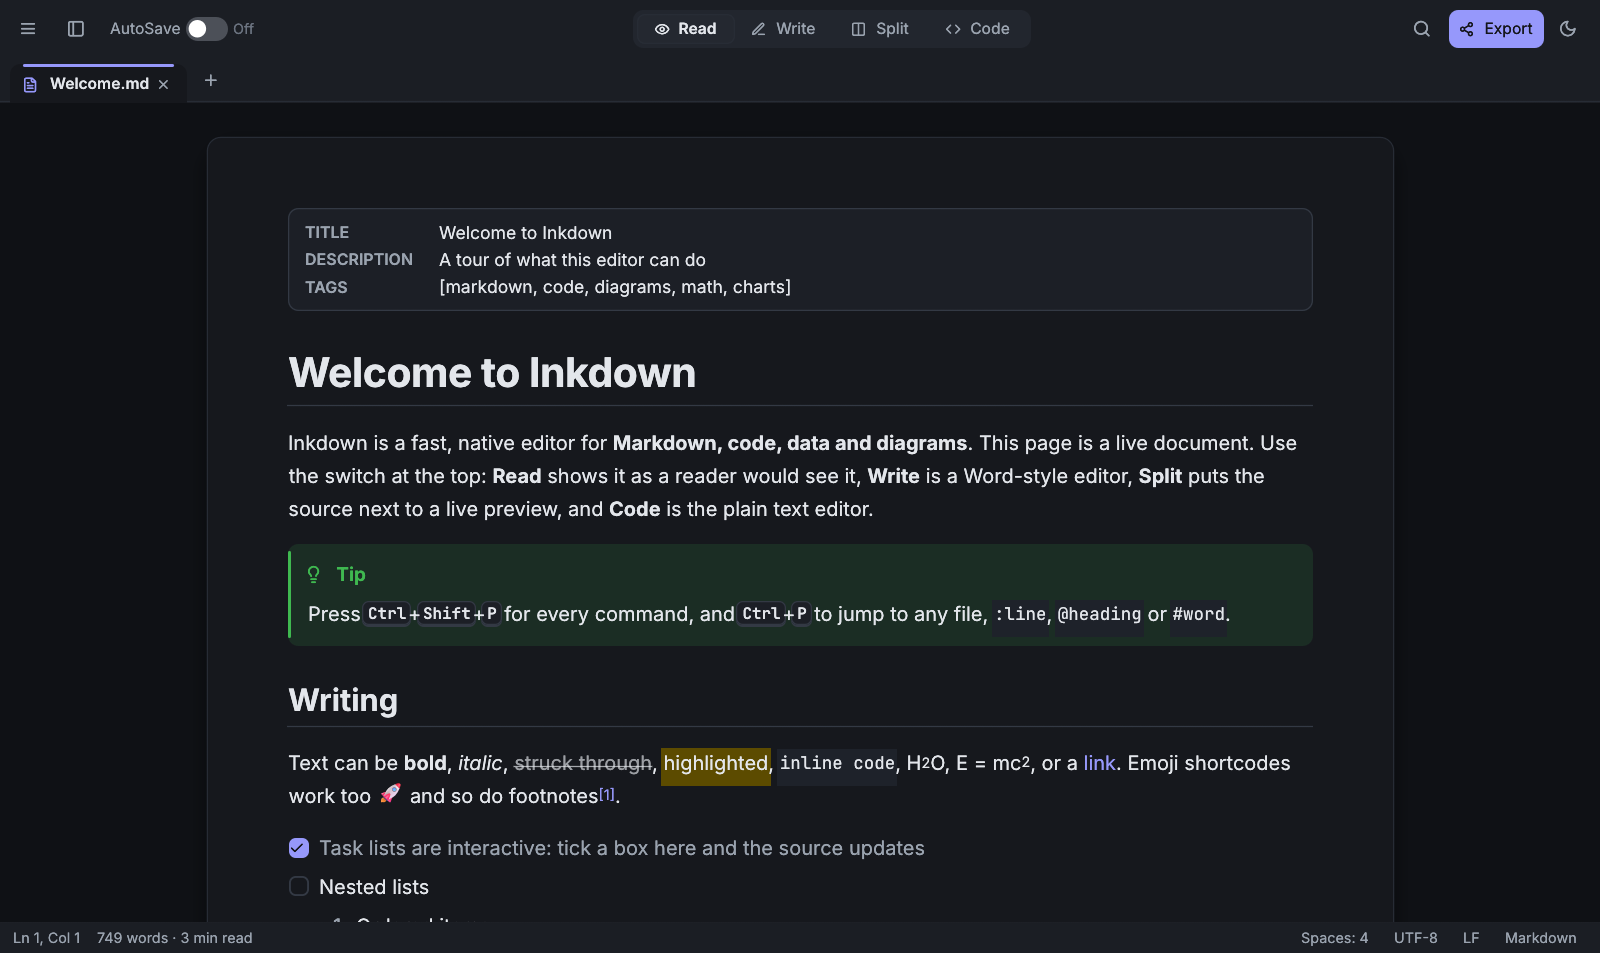 AutoSave Off Read Write Split Code Export
Welcome.md
TITLE Welcome to Inkdown
DESCRIPTION A tour of what this editor can do
TAGS [markdown, code, diagrams, math, charts]
Welcome to Inkdown
Inkdown is a fast, native editor for Markdown, code, data and diagrams. This page is a live document. Use
the switch at the top: Read shows it as a reader would see it, Write is a Word-style editor, Split puts the
source next to a live preview, and Code is the plain text editor.
Tip
Press Ctrl+Shift+P for every command, and Ctrl+P to jump to any file, :line, @heading or #word.
Writing
Text can be bold, italic, struck through, highlighted, inline code, H2O, E = mc2, or a link. Emoji shortcodes
work too 🚀 and so do footnotes[1].
Task lists are interactive: tick a box here and the source updates
Nested lists
Ln 1, Col 1 749 words · 3 min read Spaces: 4 UTF-8 LF Markdown